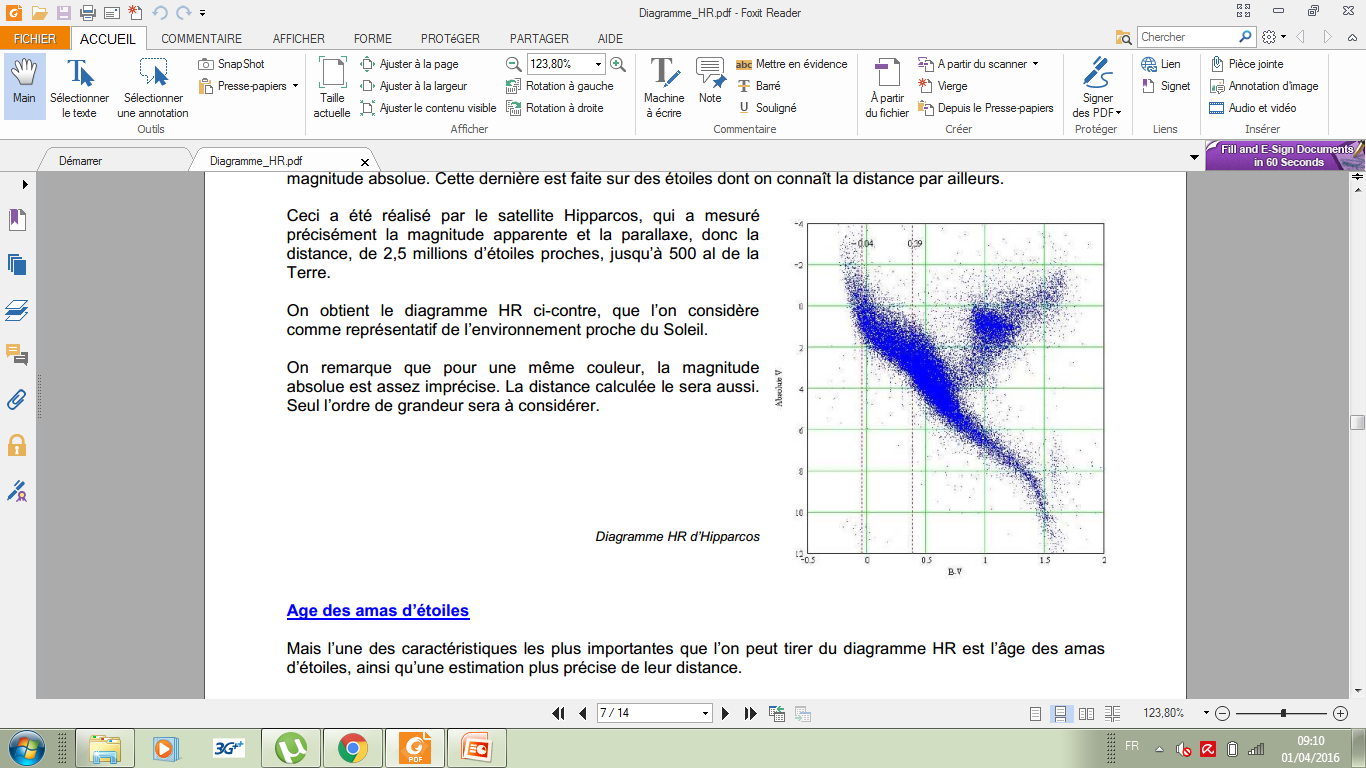 Diagramme_HR.pdf - Foxit Reader
FICHIER ACCUEIL COMMENTAIRE AFFICHER FORME PROTéGER PARTAGER AIDE
Chercher
Main
Sélectionner le texte
Sélectionner une annotation
SnapShot
Presse-papiers
Outils
Taille actuelle
Ajuster à la page
Ajuster à la largeur
Ajuster le contenu visible
123,80%
Rotation à gauche
Rotation à droite
Afficher
Machine à écrire
Note
abc Mettre en évidence
T Barré
U Souligné
Commentaire
À partir du fichier
A partir du scanner
Vierge
Depuis le Presse-papiers
Créer
Signer des PDF
Protéger
Lien
Signet
Liens
Pièce jointe
Annotation d'image
Audio et vidéo
Insérer
Démarrer
Diagramme_HR.pdf
Fill and E-Sign Documents
in 60 Seconds
magnitude absolue. Cette dernière est faite sur des étoiles dont on connaît la distance par ailleurs.
Ceci a été réalisé par le satellite Hipparcos, qui a mesuré
précisément la magnitude apparente et la parallaxe, donc la
distance, de 2,5 millions d'étoiles proches, jusqu'à 500 al de la
Terre.
On obtient le diagramme HR ci-contre, que l'on considère
comme représentatif de l'environnement proche du Soleil.
On remarque que pour une même couleur, la magnitude
absolue est assez imprécise. La distance calculée le sera aussi.
Seul l'ordre de grandeur sera à considérer.
Diagramme HR d'Hipparcos
-4
-2
0
2
4
6
8
10
12
-0.04 0.39
Absolute V
-0.5 0 0.5 1 1.5 2
B-V
Age des amas d'étoiles
Mais l'une des caractéristiques les plus importantes que l'on peut tirer du diagramme HR est l'âge des amas
d'étoiles, ainsi qu'une estimation plus précise de leur distance.
7 / 14
123,80%
3G++
PDF
FR
09:10
01/04/2016